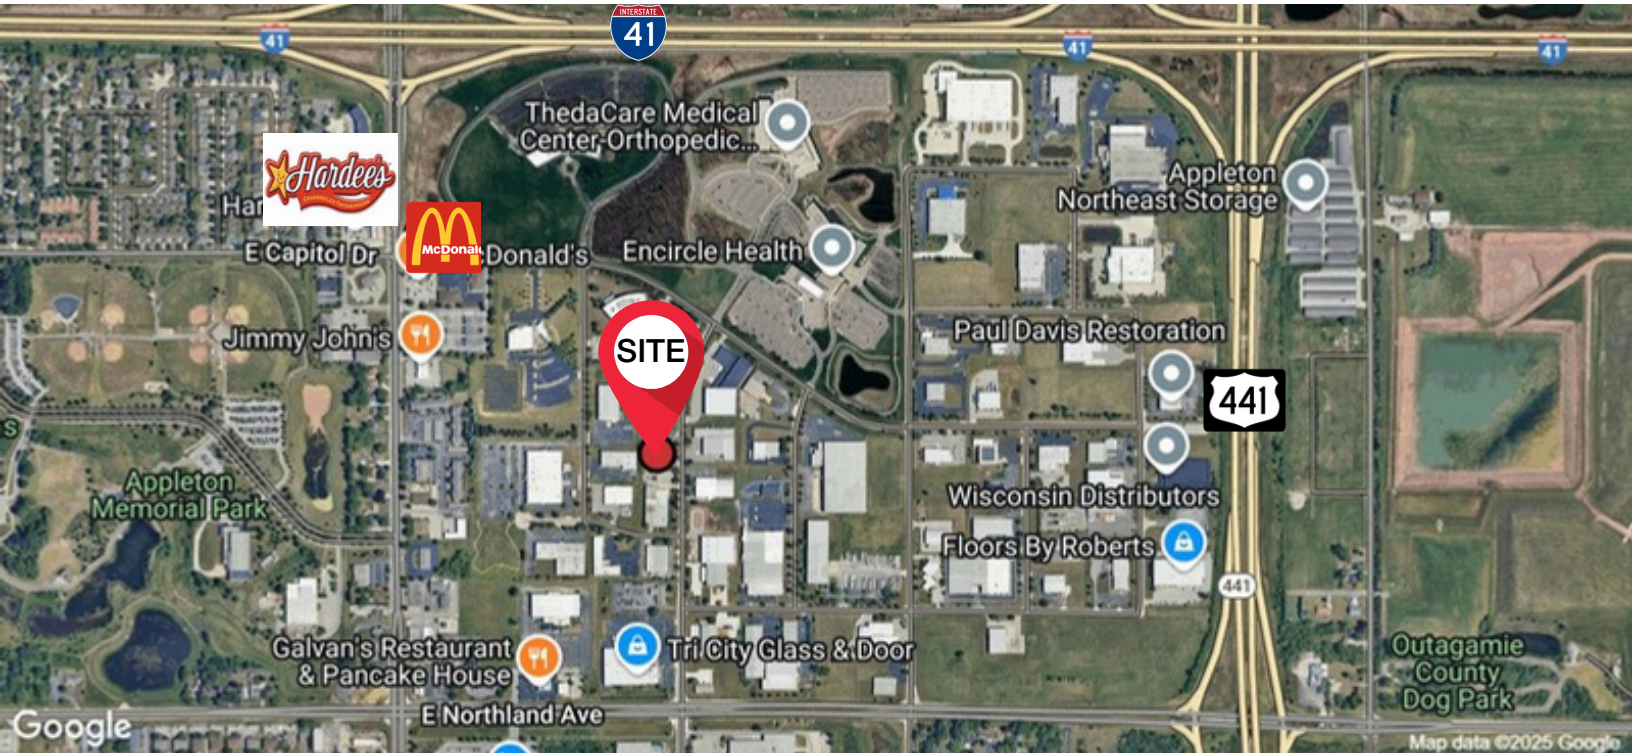 INTERSTATE
41
41
41
41
ThedaCare Medical
Center-Orthopedic...
Hardee's
Har
Appleton
Northeast Storage
McDonal
Donald's
E Capitol Dr
Encircle Health
Jimmy John's
SITE
Paul Davis Restoration
441
s
Appleton
Memorial Park
Wisconsin Distributors
Floors By Roberts
441
Galvan's Restaurant
& Pancake House
Tri City Glass & Door
Outagamie
County
Dog Park
E Northland Ave
Google
Map data ©2025 Google